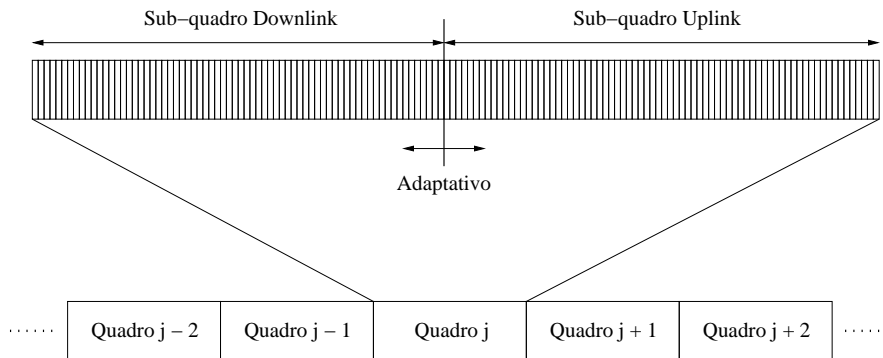 Sub−quadro Downlink Sub−quadro Uplink
Adaptativo
...... Quadro j − 2 Quadro j − 1 Quadro j Quadro j + 1 Quadro j + 2 ......